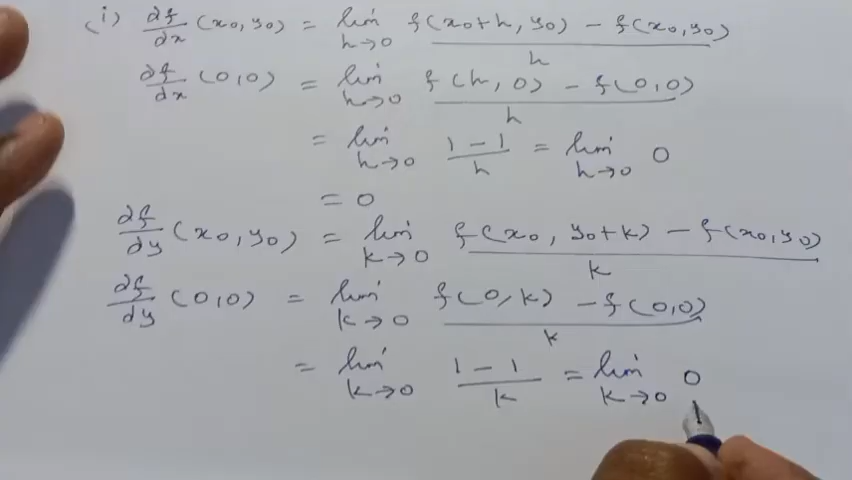 (i) ∂f/∂x (x₀,y₀) = lim h→0 f(x₀+h, y₀) − f(x₀,y₀) / h
∂f/∂x (0,0) = lim h→0 f(h, 0) − f(0,0) / h
= lim h→0 1−1 / h = lim h→0 0
= 0
∂f/∂y (x₀,y₀) = lim k→0 f(x₀, y₀+k) − f(x₀,y₀) / k
∂f/∂y (0,0) = lim k→0 f(0,k) − f(0,0) / k
= lim k→0 1−1 / k = lim k→0 0